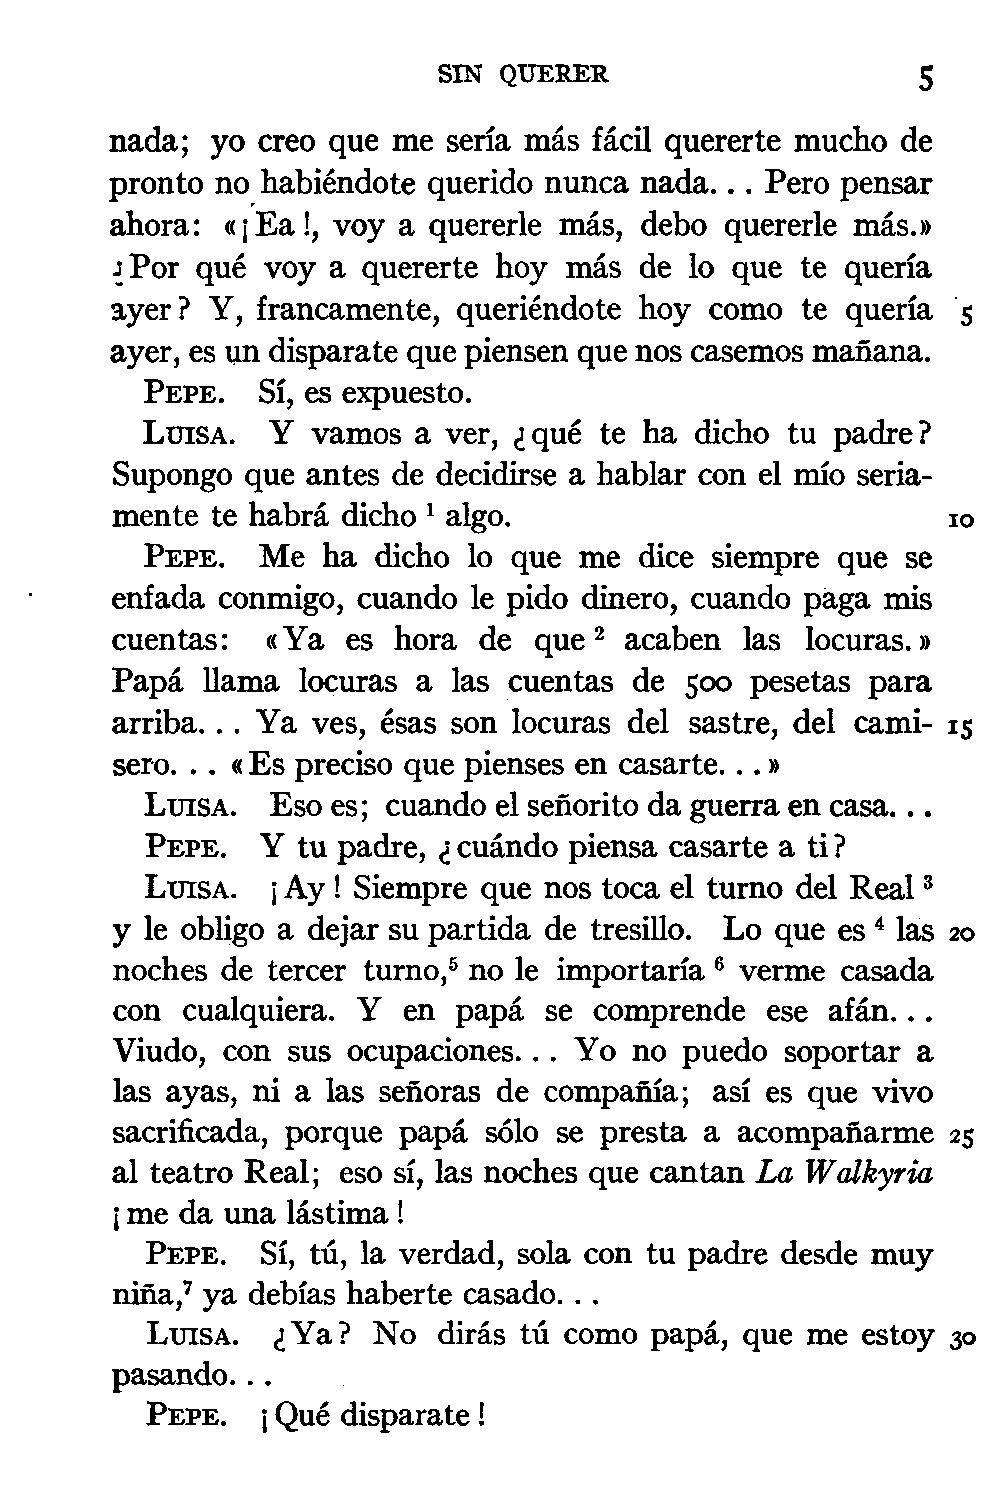 SIN QUERER 5
nada; yo creo que me sería más fácil quererte mucho de
pronto no habiéndote querido nunca nada. . . Pero pensar
ahora: «¡Ea!, voy a quererle más, debo quererle más.»
¿Por qué voy a quererte hoy más de lo que te quería
ayer? Y, francamente, queriéndote hoy como te quería 5
ayer, es un disparate que piensen que nos casemos mañana.
PEPE. Sí, es expuesto.
LUISA. Y vamos a ver, ¿qué te ha dicho tu padre?
Supongo que antes de decidirse a hablar con el mío seria-
mente te habrá dicho ¹ algo. 10
PEPE. Me ha dicho lo que me dice siempre que se
enfada conmigo, cuando le pido dinero, cuando paga mis
cuentas: «Ya es hora de que ² acaben las locuras.»
Papá llama locuras a las cuentas de 500 pesetas para
arriba. . . Ya ves, ésas son locuras del sastre, del cami- 15
sero. . . «Es preciso que pienses en casarte. . .»
LUISA. Eso es; cuando el señorito da guerra en casa. . .
PEPE. Y tu padre, ¿cuándo piensa casarte a ti?
LUISA. ¡Ay! Siempre que nos toca el turno del Real ³
y le obligo a dejar su partida de tresillo. Lo que es ⁴ las 20
noches de tercer turno,⁵ no le importaría ⁶ verme casada
con cualquiera. Y en papá se comprende ese afán. . .
Viudo, con sus ocupaciones. . . Yo no puedo soportar a
las ayas, ni a las señoras de compañía; así es que vivo
sacrificada, porque papá sólo se presta a acompañarme 25
al teatro Real; eso sí, las noches que cantan La Walkyria
¡me da una lástima!
PEPE. Sí, tú, la verdad, sola con tu padre desde muy
niña,⁷ ya debías haberte casado. . .
LUISA. ¿Ya? No dirás tú como papá, que me estoy 30
pasando. . .
PEPE. ¡Qué disparate!